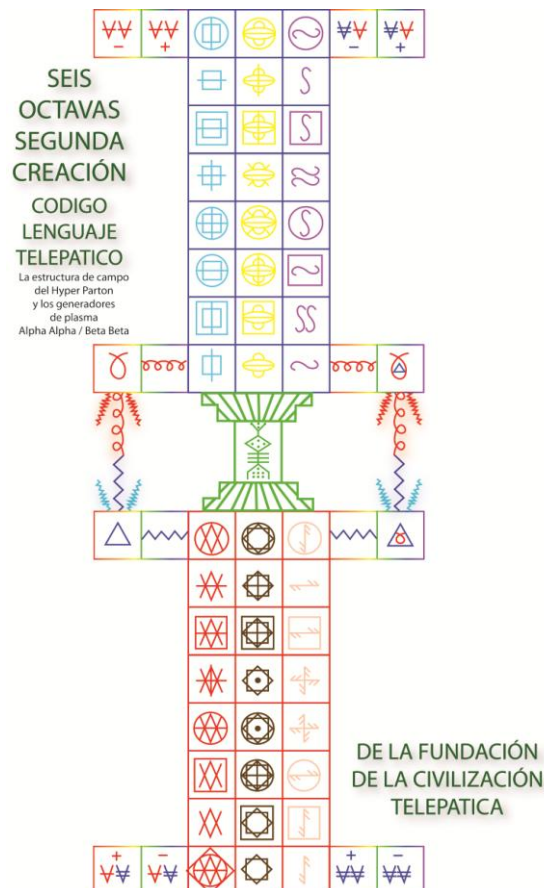 SEIS
OCTAVAS
SEGUNDA
CREACIÓN
CODIGO
LENGUAJE
TELEPATICO
La estructura de campo
del Hyper Parton
y los generadores
de plasma
Alpha Alpha / Beta Beta
DE LA FUNDACIÓN
DE LA CIVILIZACIÓN
TELEPATICA